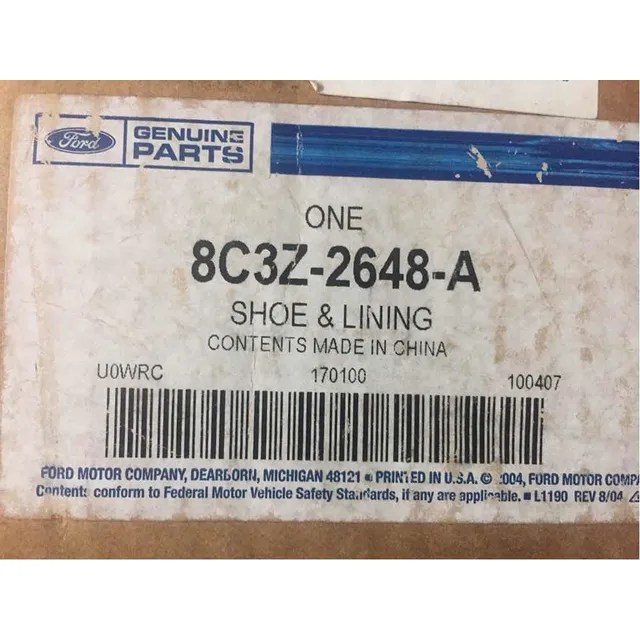 Ford
GENUINE
PARTS
ONE
8C3Z-2648-A
SHOE & LINING
CONTENTS MADE IN CHINA
U0WRC 170100 100407
FORD MOTOR COMPANY, DEARBORN, MICHIGAN 48121 ▪ PRINTED IN U.S.A. © 2004, FORD MOTOR COMPA
Contents conform to Federal Motor Vehicle Safety Standards, if any are applicable. ▪ L1190 REV 8/04